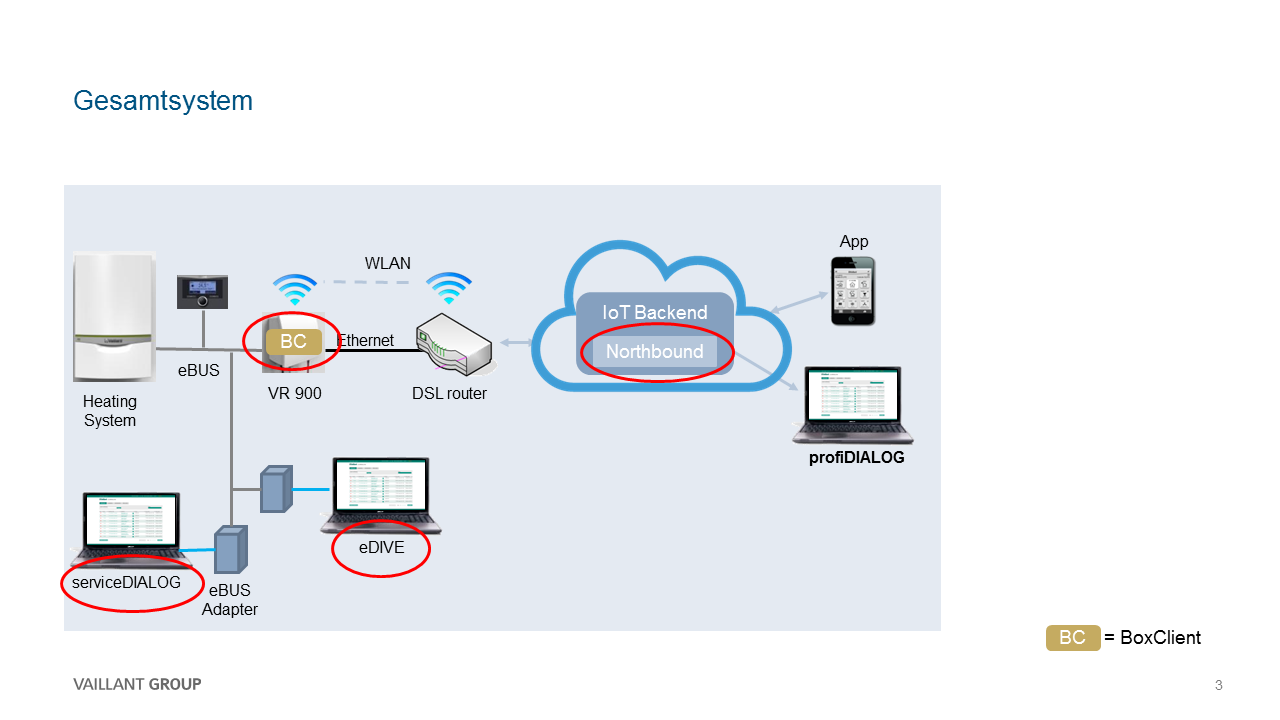 Gesamtsystem
App
WLAN
IoT Backend
BC
Ethernet
Northbound
eBUS
VR 900
DSL router
Heating
System
profiDIALOG
eDIVE
serviceDIALOG
eBUS
Adapter
BC = BoxClient
VAILLANT GROUP
3